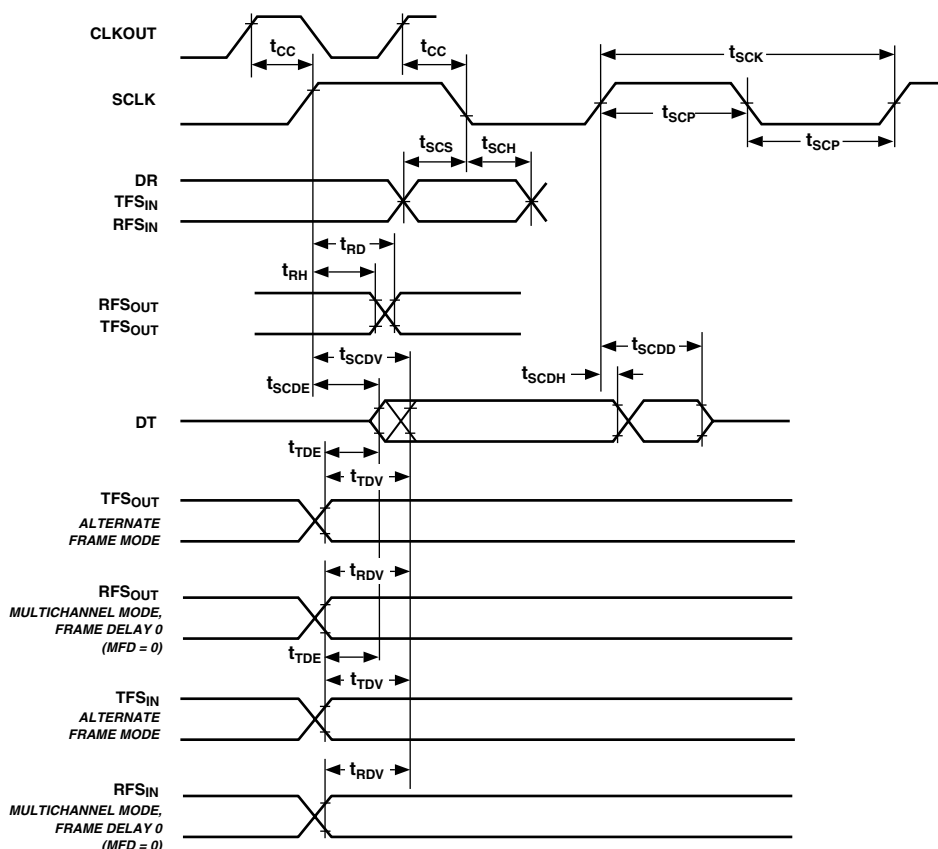 CLKOUT
tCC tCC
tSCK
SCLK
tSCP
tSCP
tSCS tSCH
DR
TFSIN
RFSIN
tRD
tRH
RFSOUT
TFSOUT
tSCDV
tSCDD
tSCDE
tSCDH
DT
tTDE
tTDV
TFSOUT
ALTERNATE
FRAME MODE
tRDV
RFSOUT
MULTICHANNEL MODE,
FRAME DELAY 0
(MFD = 0)
tTDE
tTDV
TFSIN
ALTERNATE
FRAME MODE
tRDV
RFSIN
MULTICHANNEL MODE,
FRAME DELAY 0
(MFD = 0)